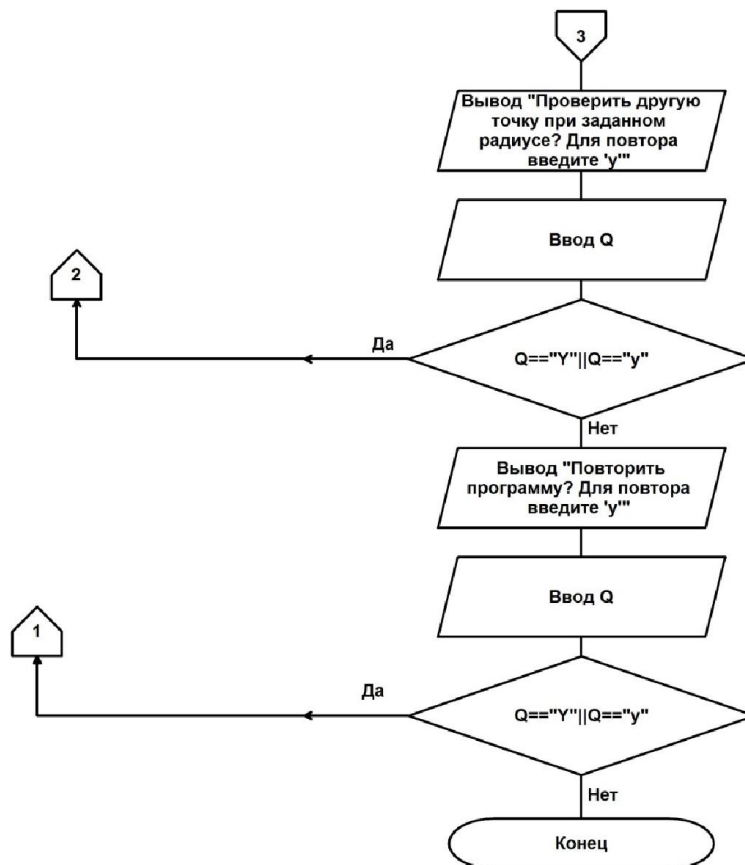 3
Вывод "Проверить другую
точку при заданном
радиусе? Для повтора
введите 'y'"
Ввод Q
2
Да
Q=="Y"||Q=="y"
Нет
Вывод "Повторить
программу? Для повтора
введите 'y'"
Ввод Q
1
Да
Q=="Y"||Q=="y"
Нет
Конец